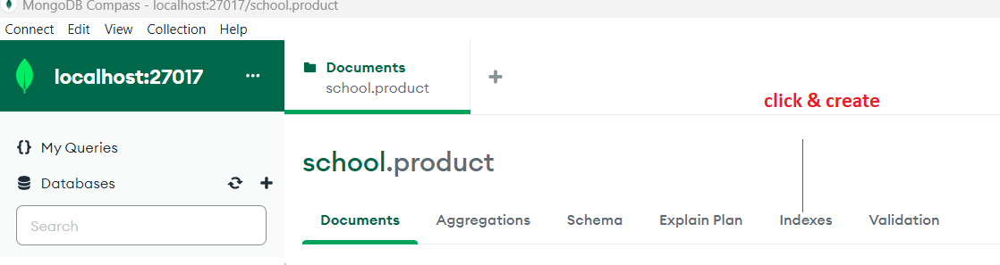 MongoDB Compass - localhost:27017/school.product
Connect Edit View Collection Help
localhost:27017 ···
Documents
school.product
click & create
{} My Queries
school.product
Databases
Search
Documents Aggregations Schema Explain Plan Indexes Validation